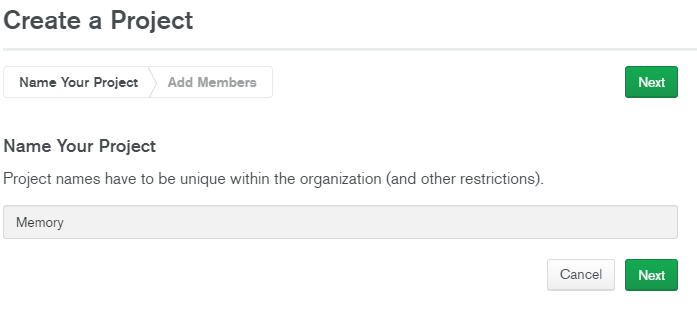 Create a Project
Name Your Project Add Members Next
Name Your Project
Project names have to be unique within the organization (and other restrictions).
Memory
Cancel Next